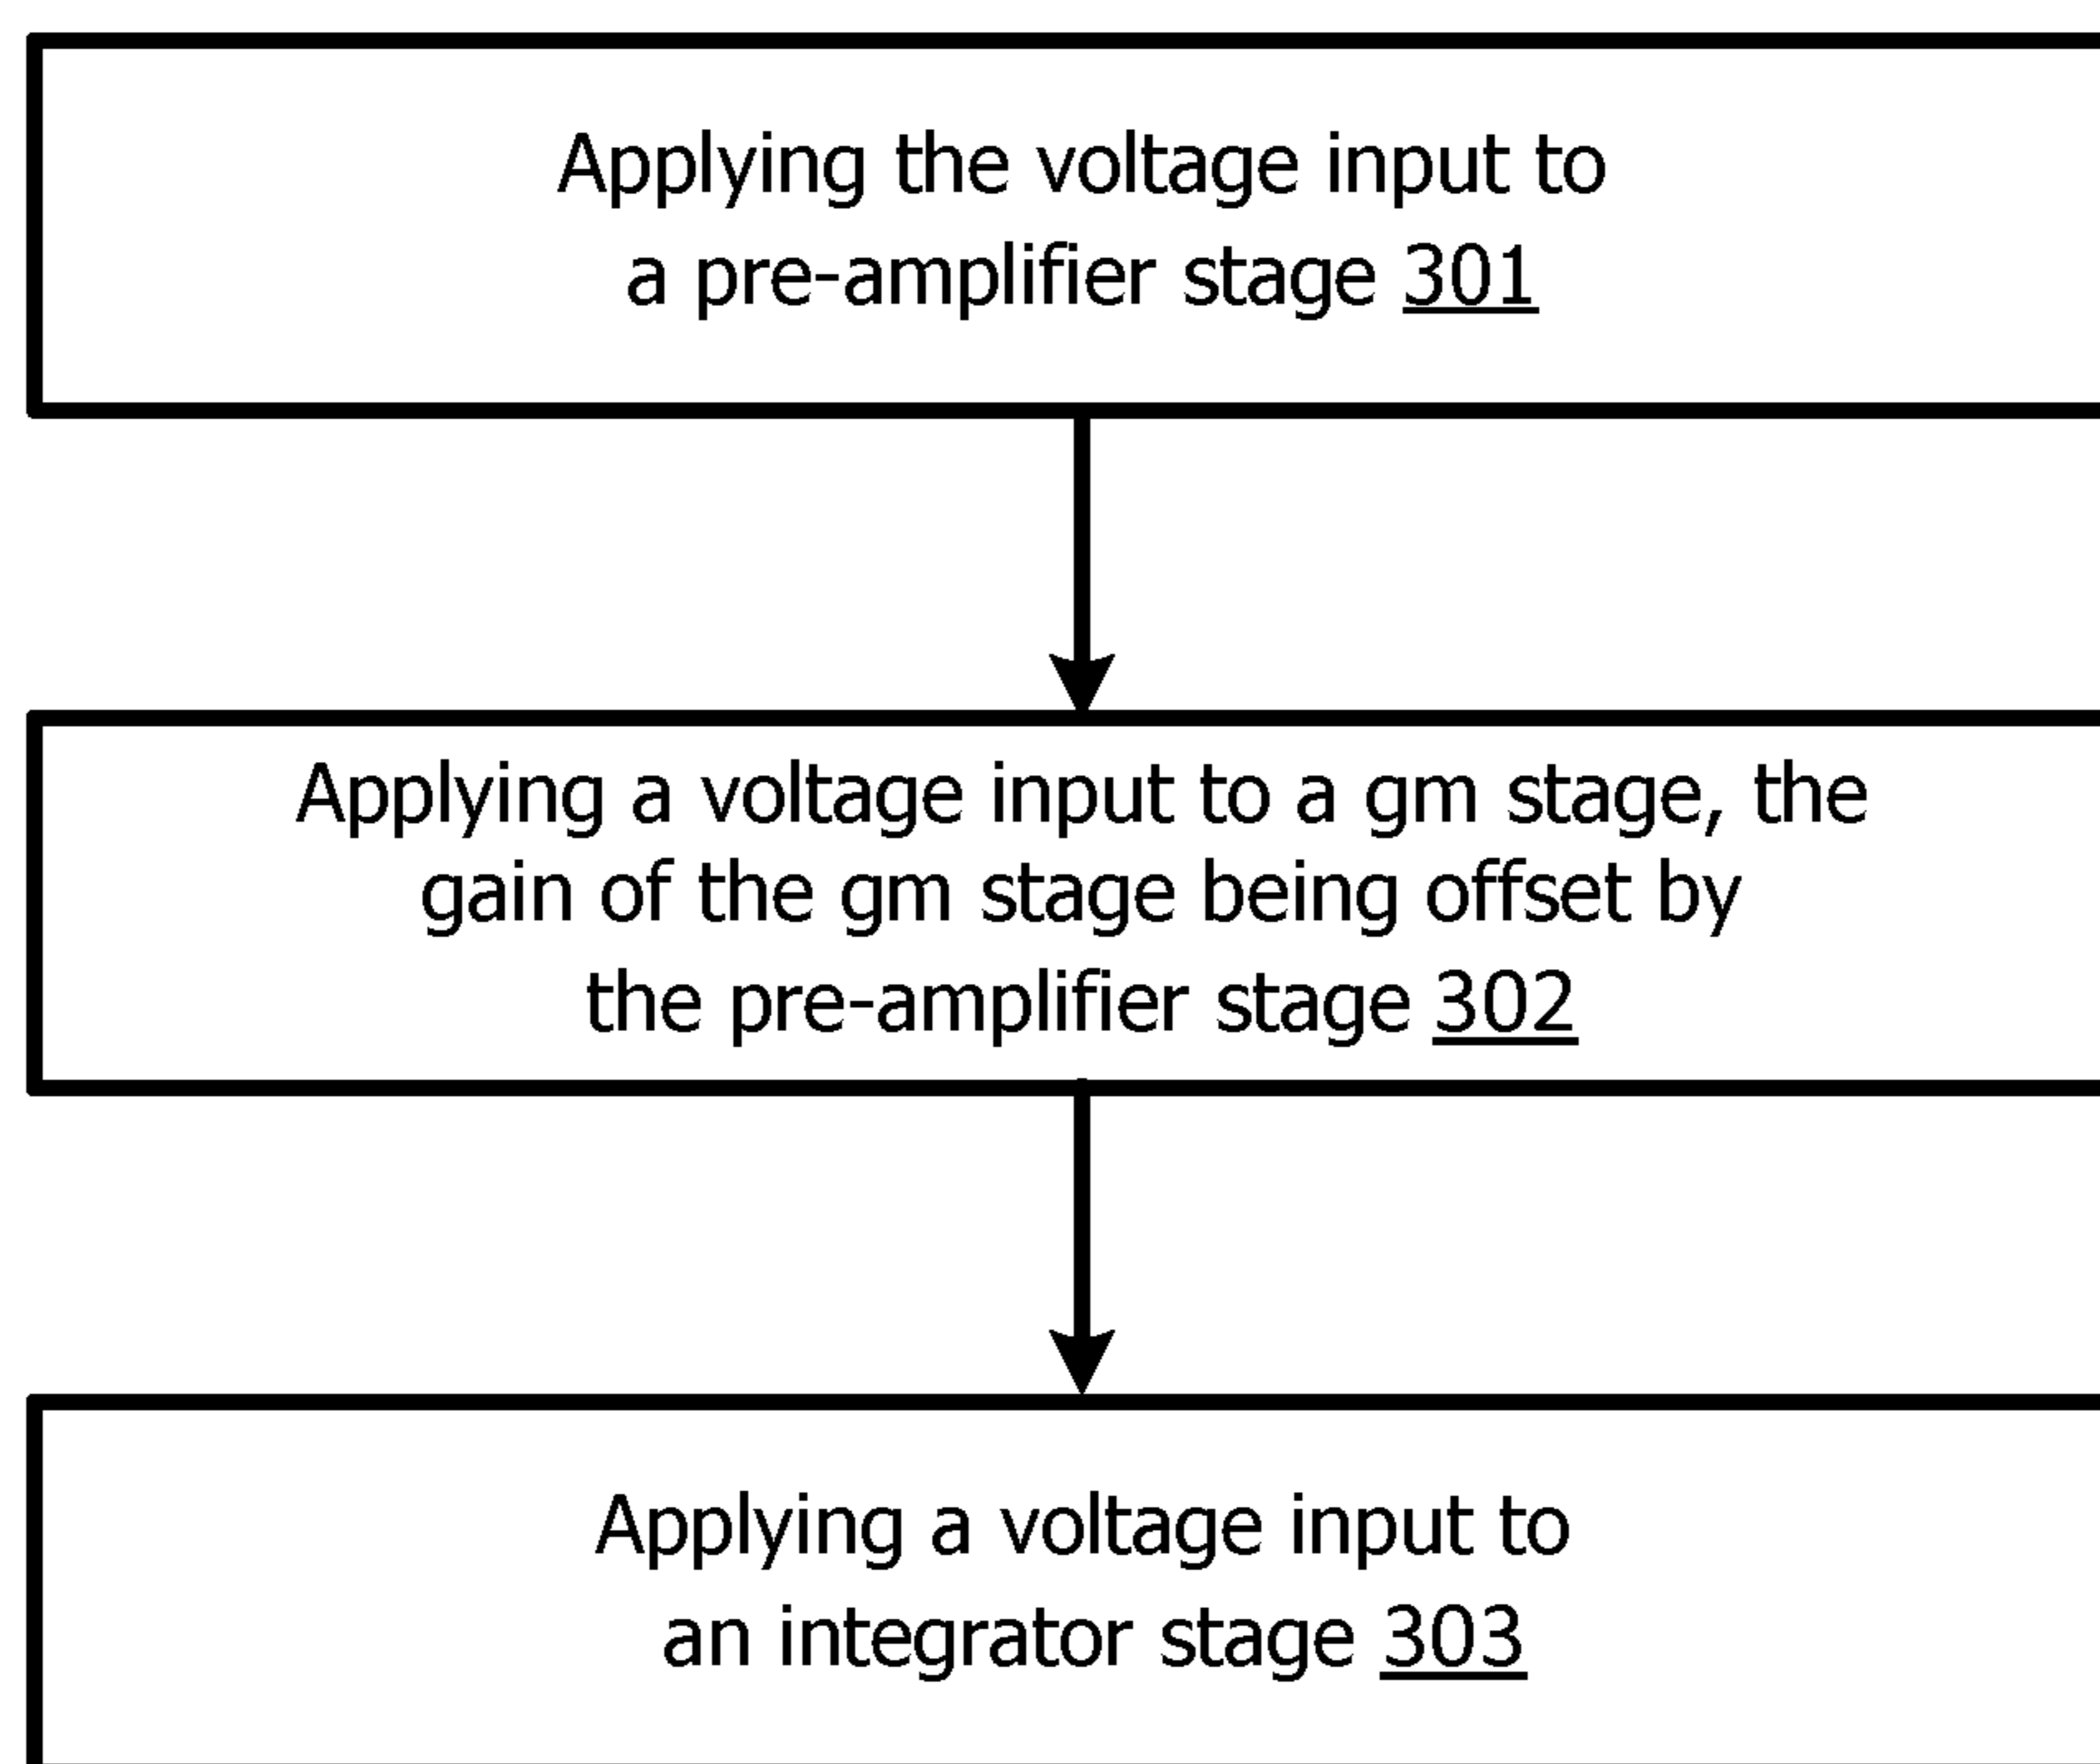 Applying the voltage input to
a pre-amplifier stage 301
Applying a voltage input to a gm stage, the
gain of the gm stage being offset by
the pre-amplifier stage 302
Applying a voltage input to
an integrator stage 303